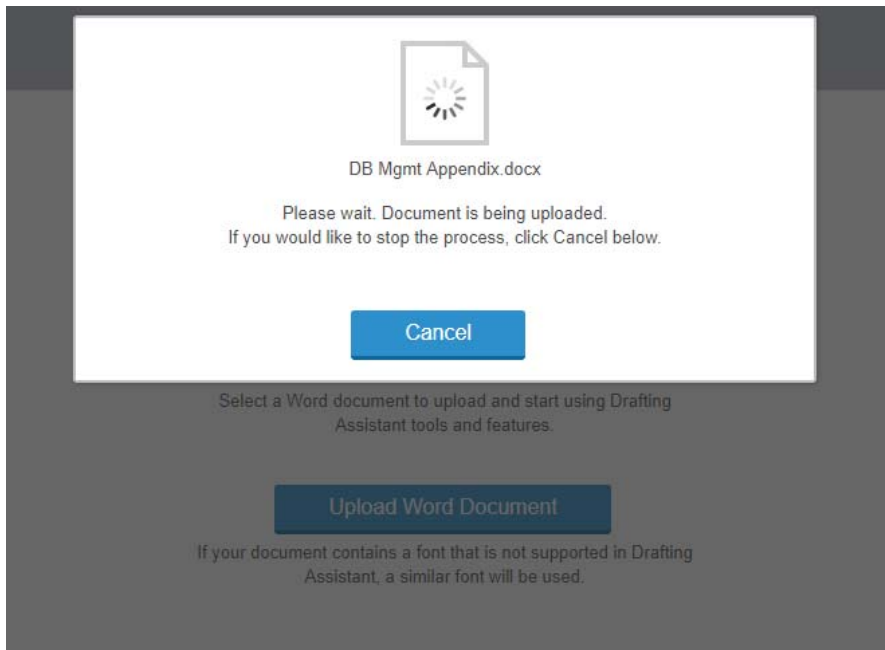 DB Mgmt Appendix.docx
Please wait. Document is being uploaded.
If you would like to stop the process, click Cancel below.
Cancel
Select a Word document to upload and start using Drafting
Assistant tools and features.
Upload Word Document
If your document contains a font that is not supported in Drafting
Assistant, a similar font will be used.